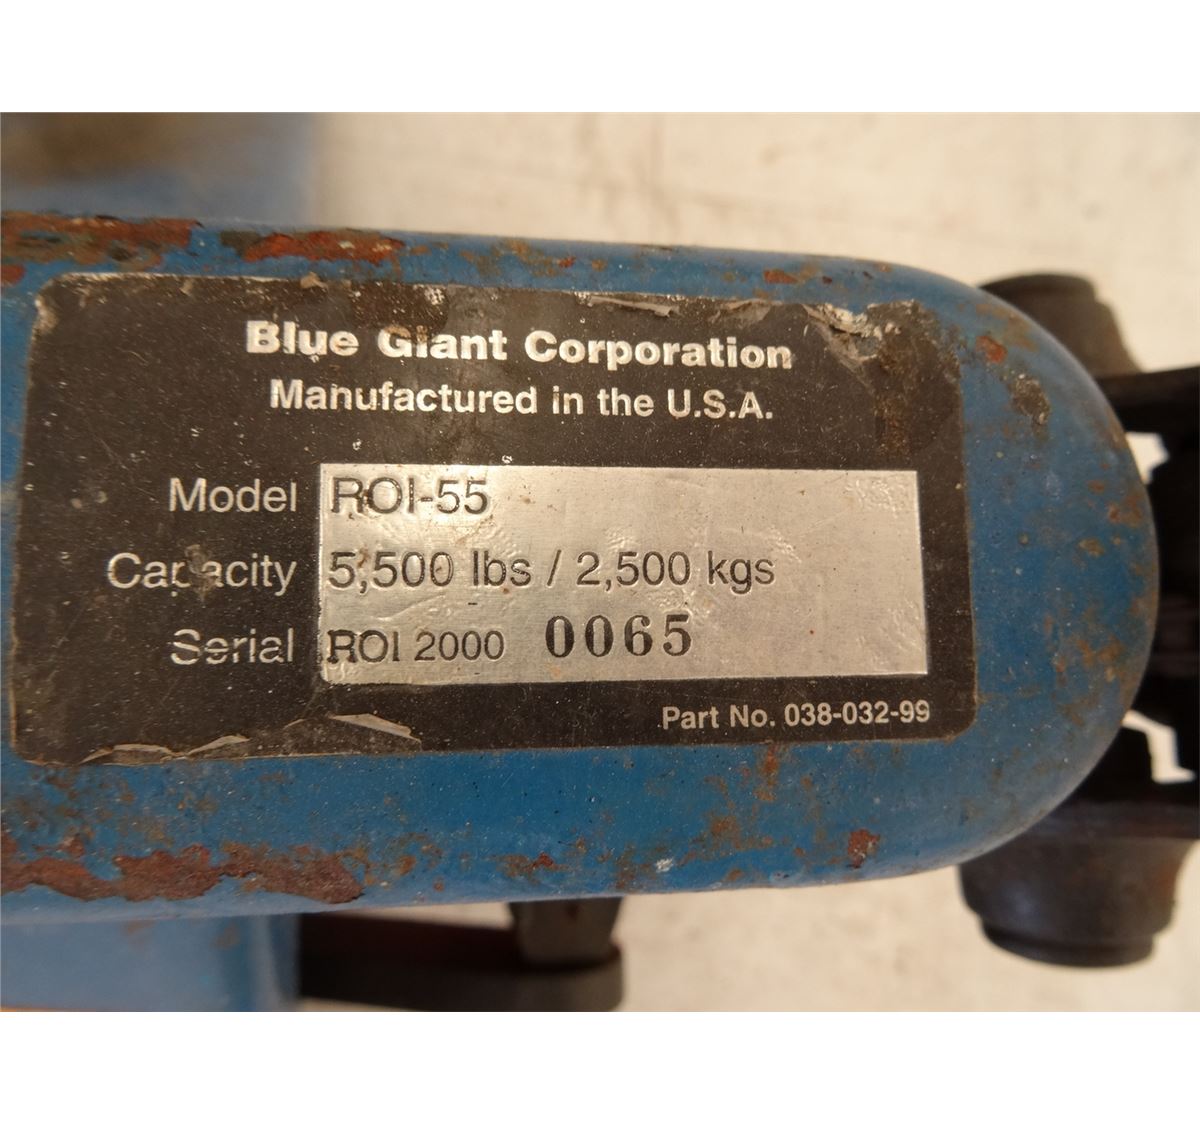 Blue Giant Corporation
Manufactured in the U.S.A.
Model ROI-55
Capacity 5,500 lbs / 2,500 kgs
Serial ROI 2000 0065
Part No. 038-032-99